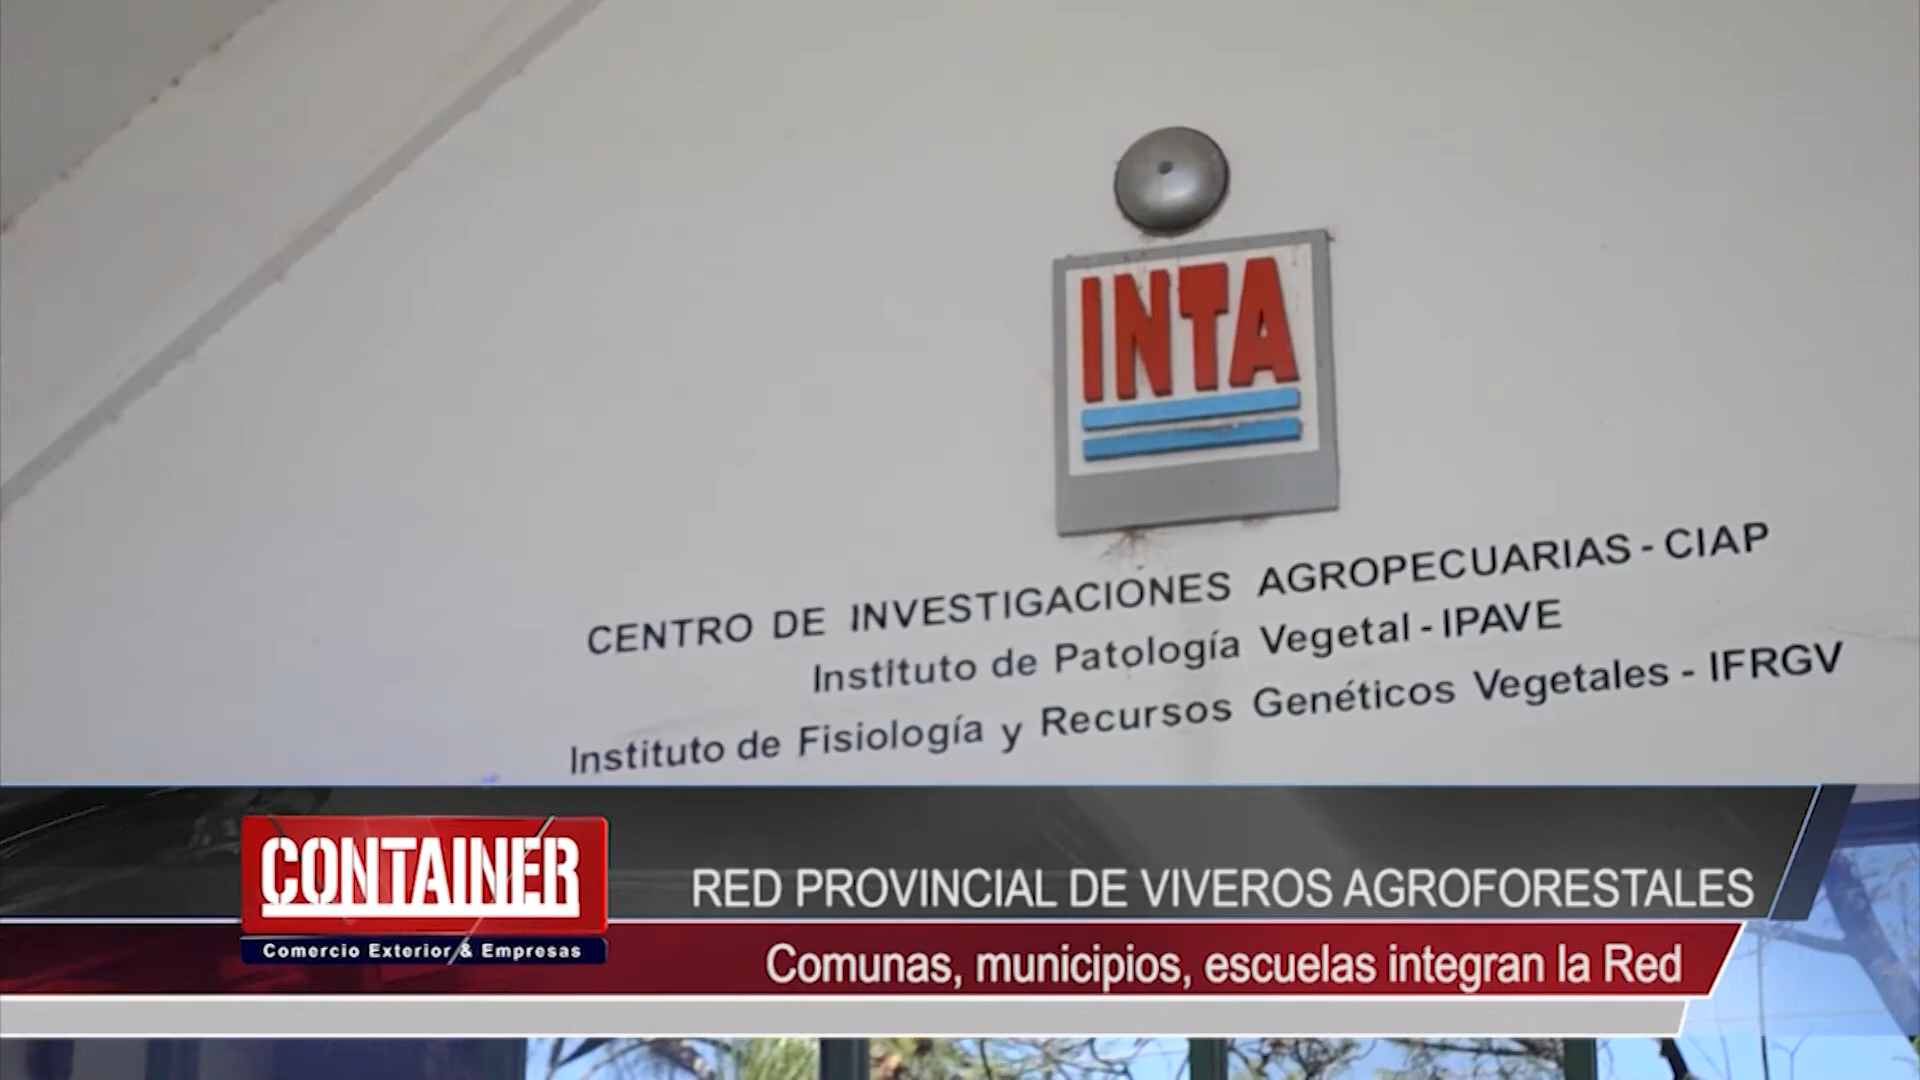 INTA
CENTRO DE INVESTIGACIONES AGROPECUARIAS - CIAP
Instituto de Patología Vegetal - IPAVE
Instituto de Fisiología y Recursos Genéticos Vegetales - IFRGV
CONTAINER
Comercio Exterior & Empresas
RED PROVINCIAL DE VIVEROS AGROFORESTALES
Comunas, municipios, escuelas integran la Red